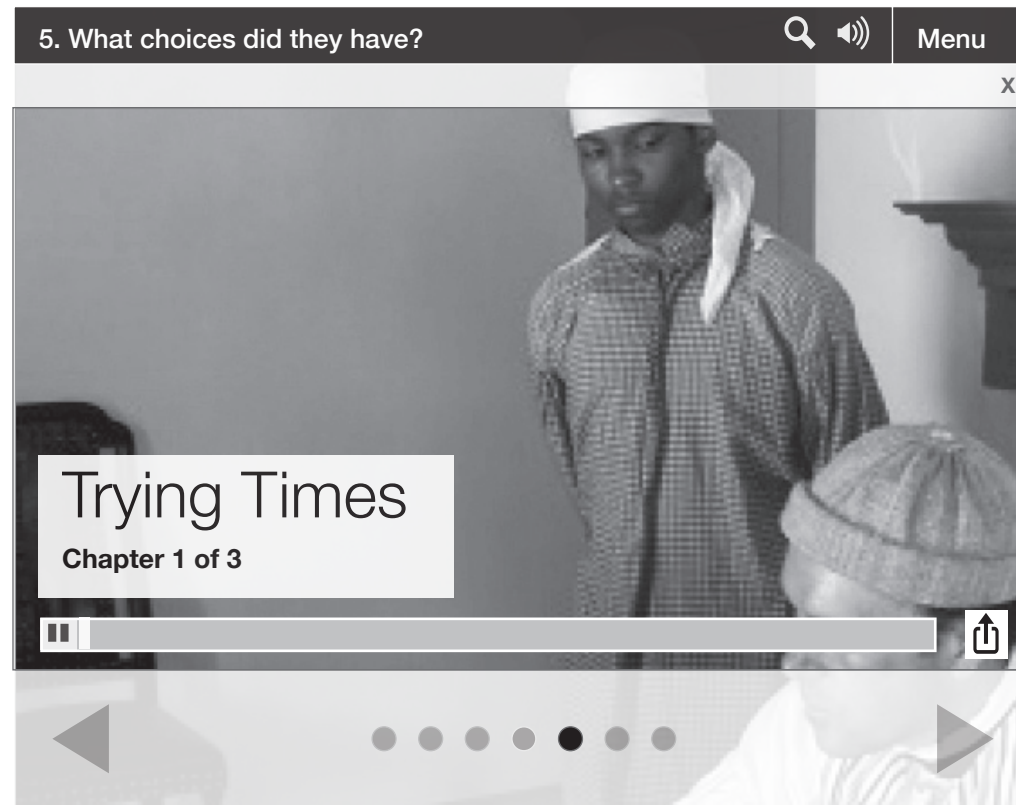 5. What choices did they have?
Menu
X
Trying Times
Chapter 1 of 3